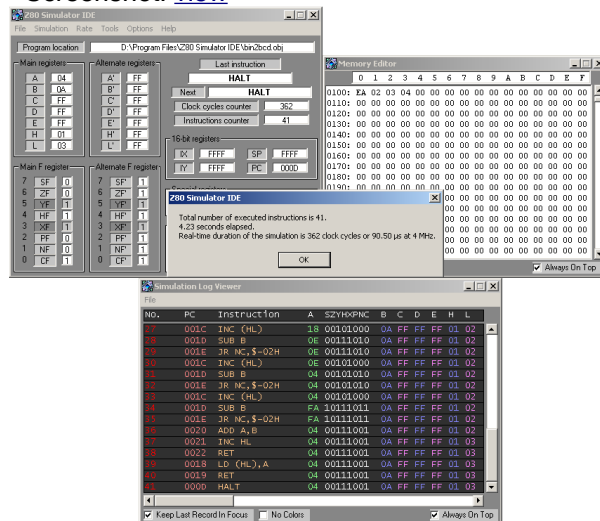 Screenshot: View
Z80 Simulator IDE
File Simulation Rate Tools Options Help
Program location D:\Program Files\Z80 Simulator IDE\bin2bcd.obj
Main registers
A 04
B 0A
C FF
D FF
E FF
H 01
L 03
Alternate registers
A' FF
B' FF
C' FF
D' FF
E' FF
H' FF
L' FF
Last instruction
HALT
Next HALT
Clock cycles counter 362
Instructions counter 41
16-bit registers
IX FFFF SP FFFF
IY FFFF PC 000D
Main F register
7 SF 0
6 ZF 0
5 YF 1
4 HF 1
3 XF 1
2 PF 0
1 NF 0
0 CF 1
Alternate F register
7 SF' 1
6 ZF' 1
5 YF' 1
4 HF' 1
3 XF' 1
2 PF' 1
1 NF' 1
0 CF' 1
Memory Editor
0 1 2 3 4 5 6 7 8 9 A B C D E F
0100: EA 02 03 04 00 00 00 00 00 00 00 00 00 00 00 00
0110: 00 00 00 00 00 00 00 00 00 00 00 00 00 00 00 00
0120: 00 00 00 00 00 00 00 00 00 00 00 00 00 00 00 00
0130: 00 00 00 00 00 00 00 00 00 00 00 00 00 00 00 00
0140: 00 00 00 00 00 00 00 00 00 00 00 00 00 00 00 00
0150: 00 00 00 00 00 00 00 00 00 00 00 00 00 00 00 00
0160: 00 00 00 00 00 00 00 00 00 00 00 00 00 00 00 00
0170: 00 00 00 00 00 00 00 00 00 00 00 00 00 00 00 00
0180: 00 00 00 00 00 00 00 00 00 00 00 00 00 00 00 00
0190: 00 00 00 00 00 00 00 00 00 00 00 00 00 00 00 00
Always On Top
Z80 Simulator IDE
Total number of executed instructions is 41.
4.23 seconds elapsed.
Real-time duration of the simulation is 362 clock cycles or 90.50 µs at 4 MHz.
OK
Simulation Log Viewer
File
No. PC Instruction A SZYHXPNC B C D E H L
27 001C INC (HL) 18 00101000 0A FF FF FF 01 02
28 001D SUB B 0E 00111010 0A FF FF FF 01 02
29 001E JR NC,$-02H 0E 00111010 0A FF FF FF 01 02
30 001C INC (HL) 0E 00101000 0A FF FF FF 01 02
31 001D SUB B 04 00101010 0A FF FF FF 01 02
32 001E JR NC,$-02H 04 00101010 0A FF FF FF 01 02
33 001C INC (HL) 04 00101000 0A FF FF FF 01 02
34 001D SUB B FA 10111011 0A FF FF FF 01 02
35 001E JR NC,$-02H FA 10111011 0A FF FF FF 01 02
36 0020 ADD A,B 04 00111001 0A FF FF FF 01 02
37 0021 INC HL 04 00111001 0A FF FF FF 01 03
38 0022 RET 04 00111001 0A FF FF FF 01 03
39 0018 LD (HL),A 04 00111001 0A FF FF FF 01 03
40 0019 RET 04 00111001 0A FF FF FF 01 03
41 000D HALT 04 00111001 0A FF FF FF 01 03
Keep Last Record In Focus No Colors Always On Top